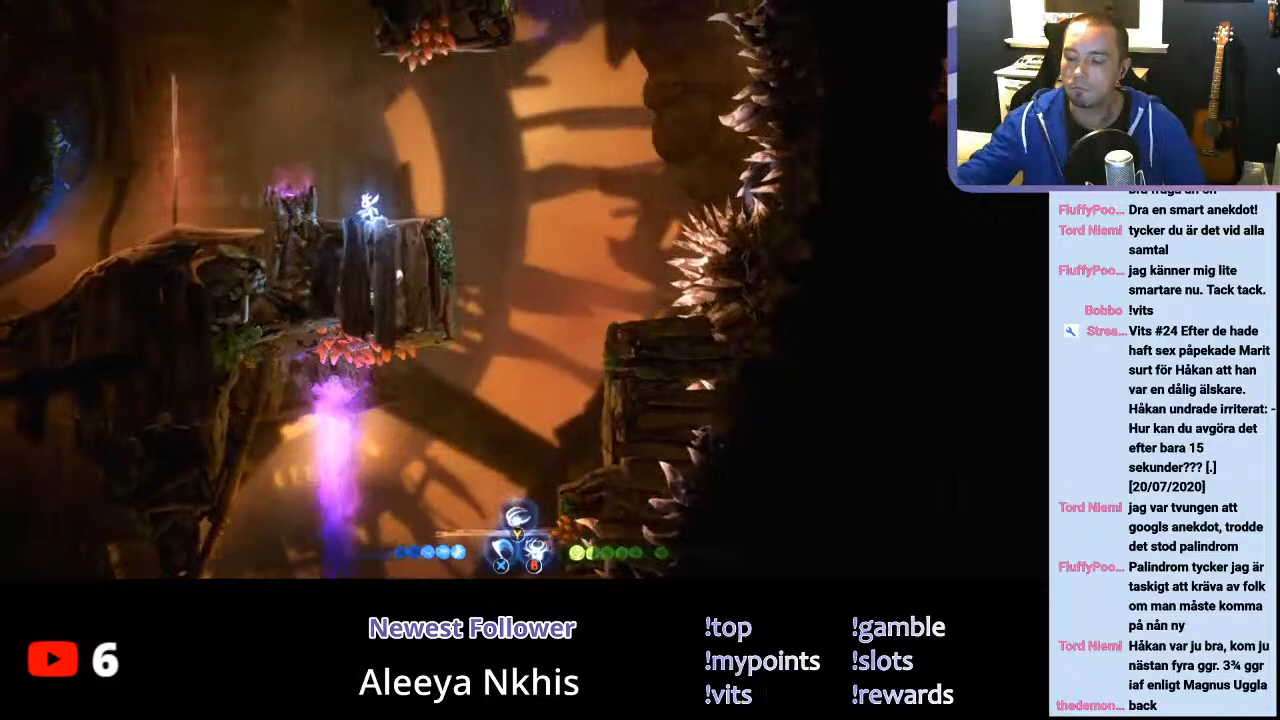 FluffyPoo... Dra en smart anekdot!
Tord Niemi tycker du är det vid alla
samtal
FluffyPoo... jag känner mig lite
smartare nu. Tack tack.
Bobbo !vits
Strea... Vits #24 Efter de hade
haft sex påpekade Marit
surt för Håkan att han
var en dålig älskare.
Håkan undrade irriterat: -
Hur kan du avgöra det
efter bara 15
sekunder??? [.]
[20/07/2020]
Tord Niemi jag var tvungen att
googls anekdot, trodde
det stod palindrom
FluffyPoo... Palindrom tycker jag är
taskigt att kräva av folk
om man måste komma
på nån ny
Tord Niemi Håkan var ju bra, kom ju
nästan fyra ggr. 3¾ ggr
iaf enligt Magnus Uggla
thedemon... back
Y
X
B
6
Newest Follower
Aleeya Nkhis
!top
!mypoints
!vits
!gamble
!slots
!rewards